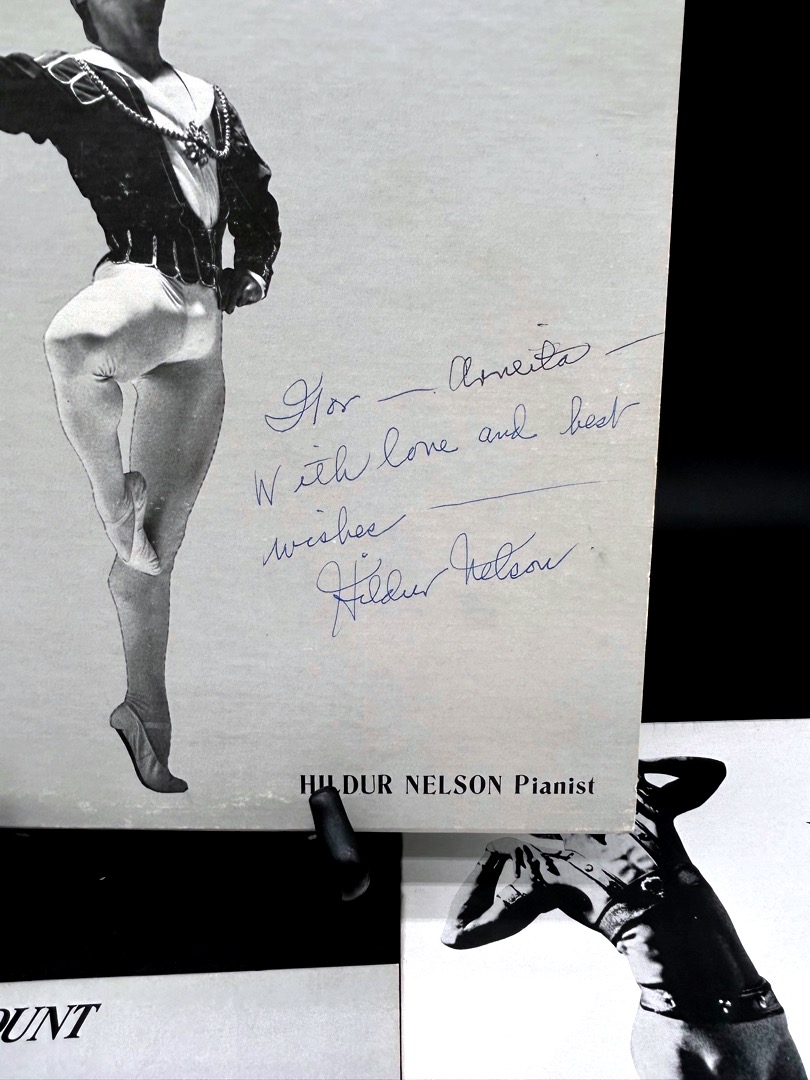 For — Arneita —
With love and best
wishes —
Hildur Nelson
HILDUR NELSON Pianist
OUNT